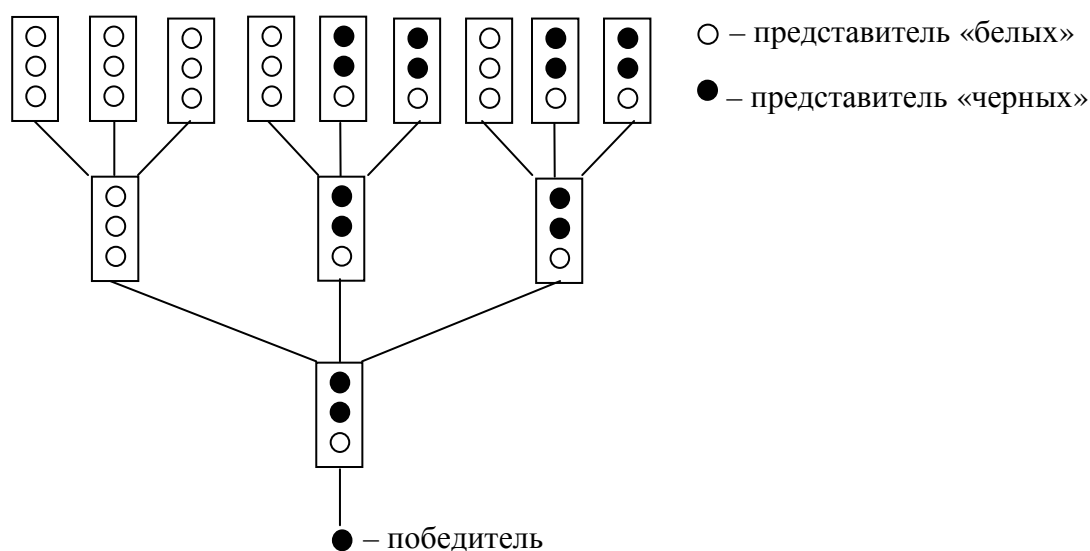 – представитель «белых»
– представитель «черных»
– победитель